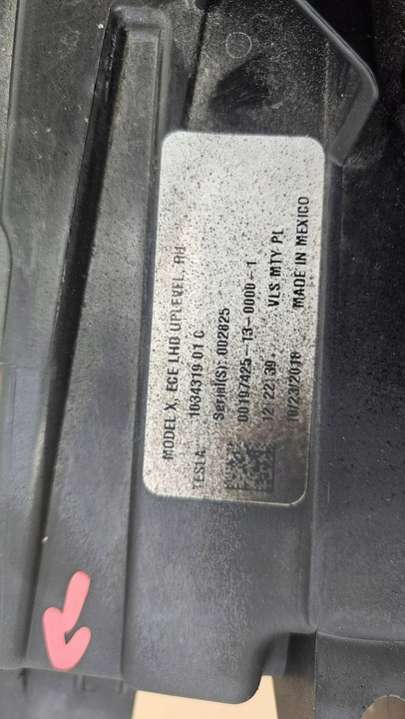 MODEL X, ECE LHD UPLEVEL, RH
TESLA 1034319 01 C
Serial(S): 002825
00197425-T3-0000-1
12:22:39 VLS MTY PL
10/23/2018 MADE IN MEXICO